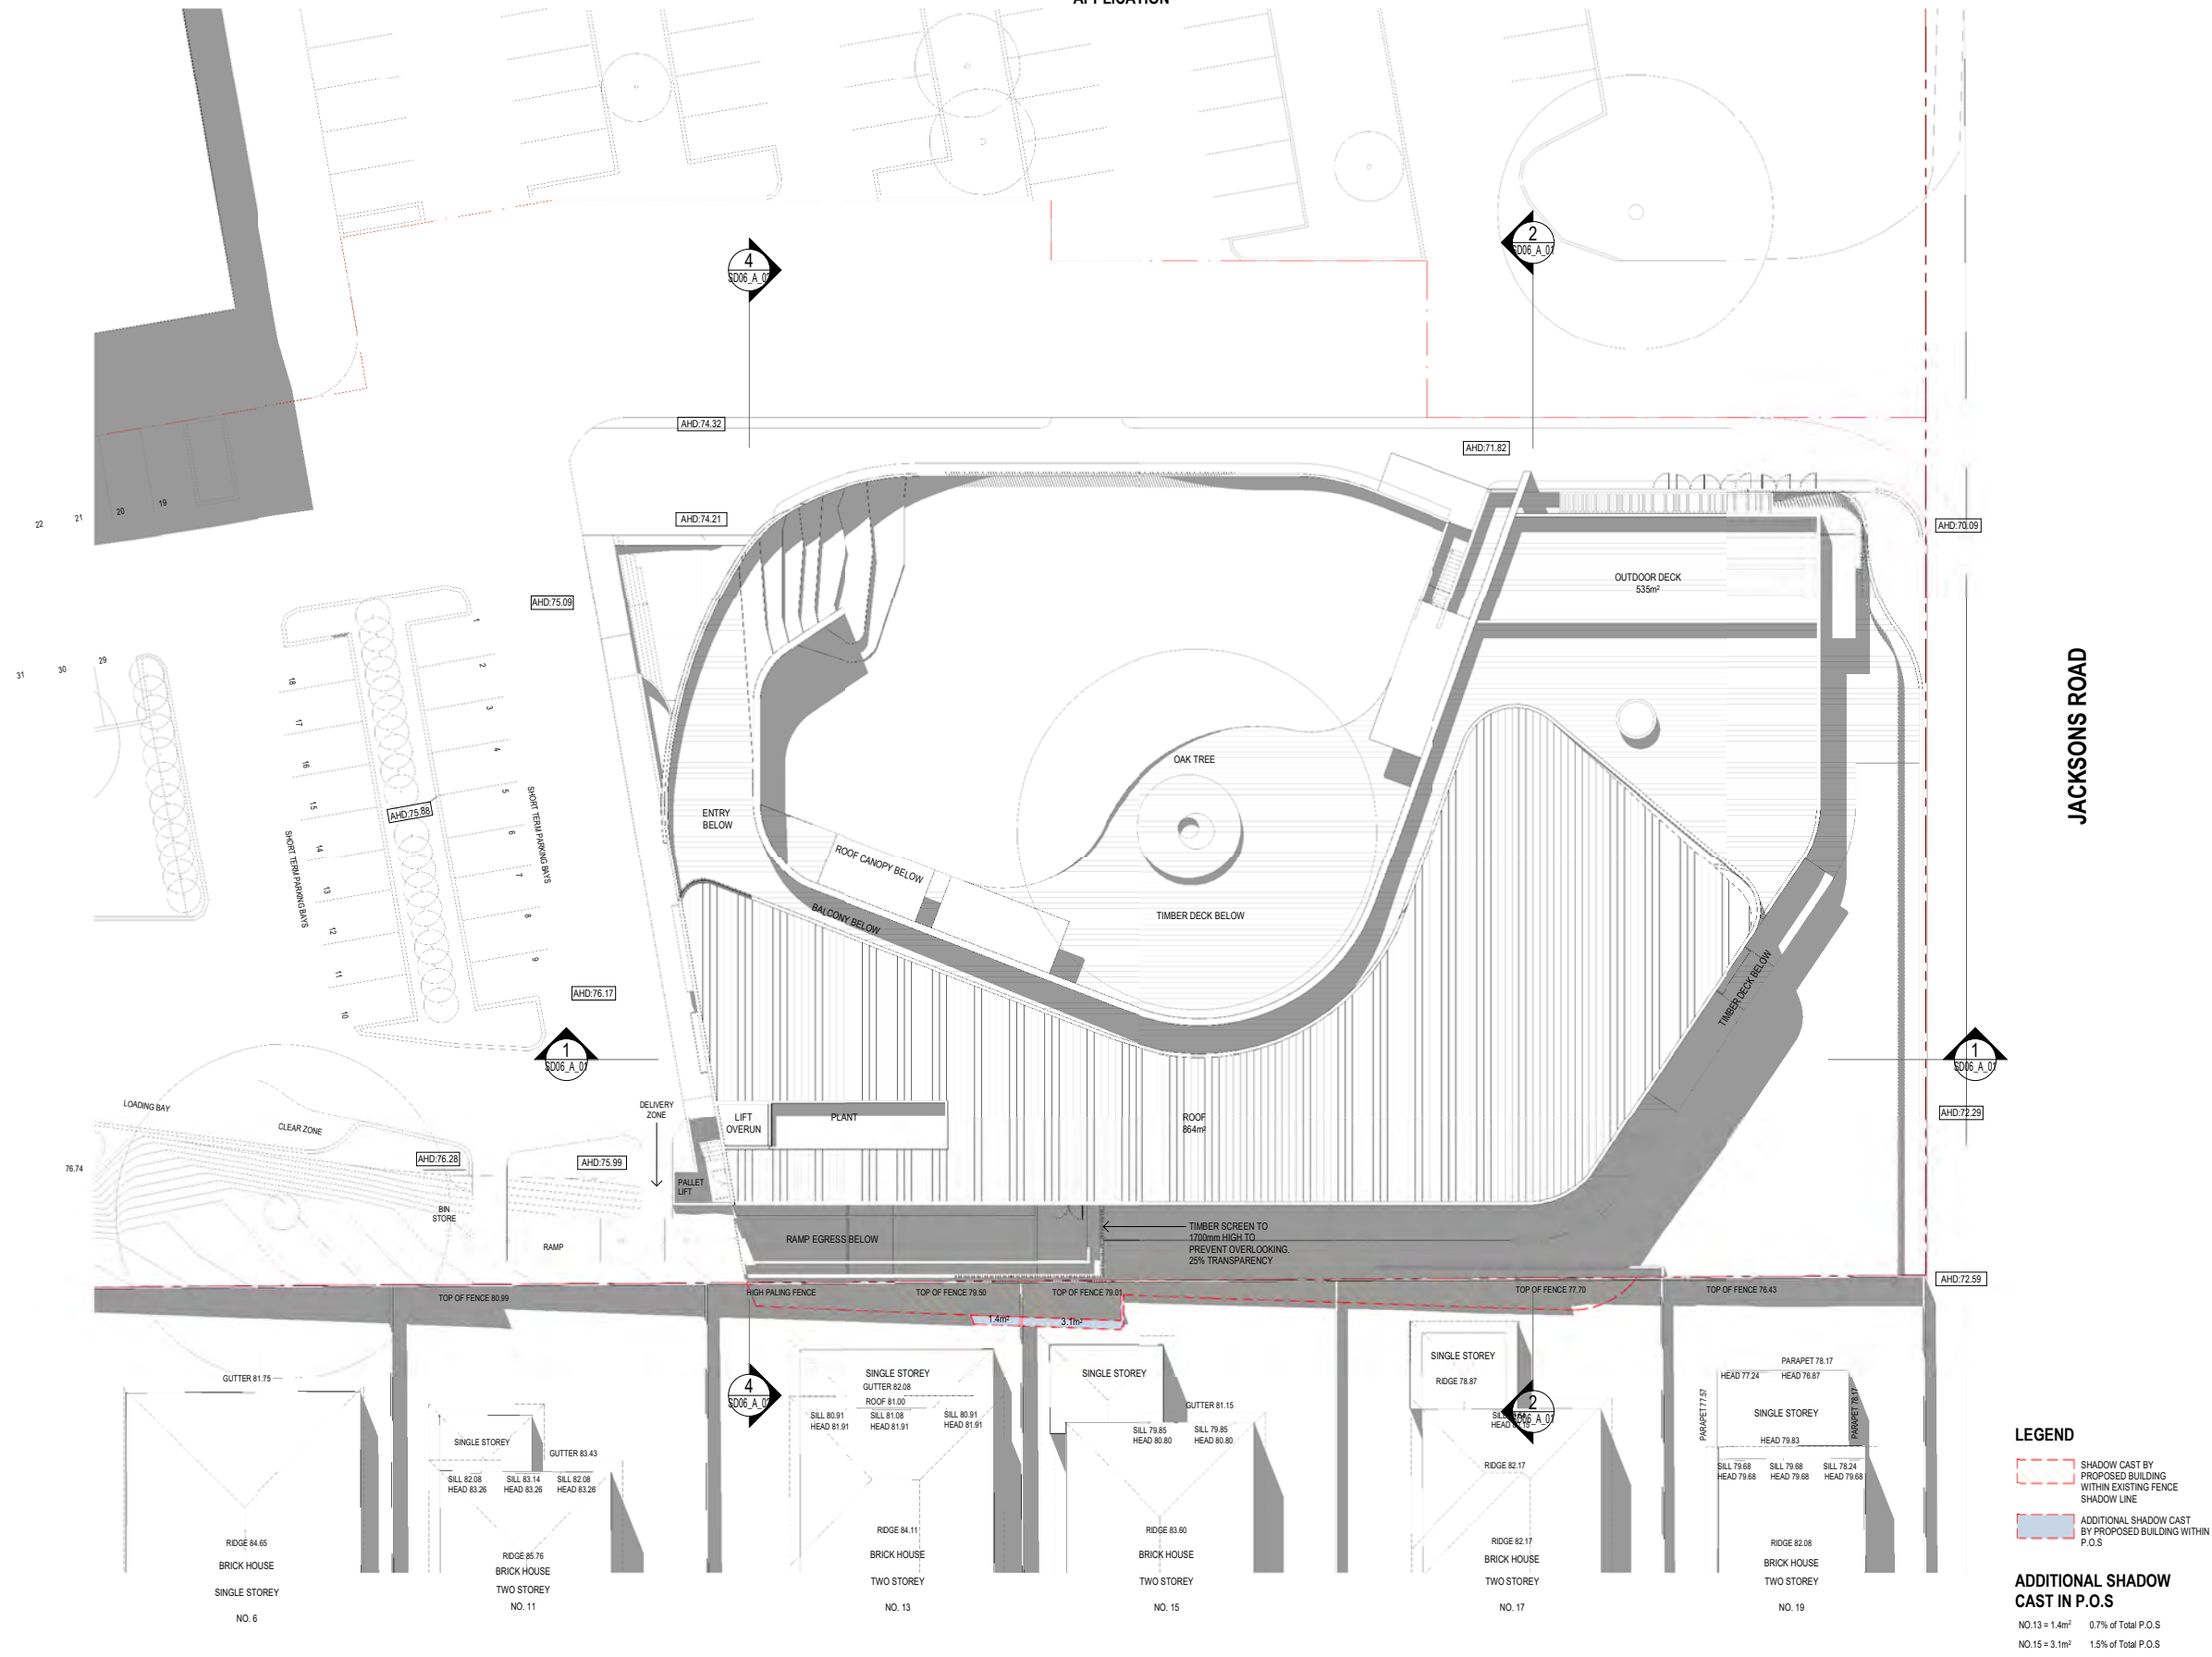 4
SD06_A_02
2
SD06_A_01
AHD:74.32
AHD:71.82
AHD:74.21
AHD:70.09
22
21
20
19
AHD:75.09
OUTDOOR DECK
535m²
31
30
29
18
17
16
15
14
13
12
11
10
1
2
3
4
5
6
7
8
9
SHORT TERM PARKING BAYS
SHORT TERM PARKING BAYS
AHD:75.88
JACKSONS ROAD
OAK TREE
ENTRY
BELOW
ROOF CANOPY BELOW
BALCONY BELOW
TIMBER DECK BELOW
TIMBER DECK BELOW
AHD:76.17
1
SD06_A_01
1
SD06_A_01
LOADING BAY
CLEAR ZONE
DELIVERY
ZONE
LIFT
OVERUN
PLANT
ROOF
864m²
AHD:72.29
76.74
AHD:76.28
AHD:75.99
PALLET
LIFT
BIN
STORE
RAMP
RAMP EGRESS BELOW
TIMBER SCREEN TO
1700mm HIGH TO
PREVENT OVERLOOKING.
25% TRANSPARENCY
AHD:72.59
TOP OF FENCE 80.99
HIGH PALING FENCE
TOP OF FENCE 79.50
TOP OF FENCE 79.01
TOP OF FENCE 77.70
TOP OF FENCE 76.43
1.4m²
3.1m²
GUTTER 81.75
RIDGE 84.65
BRICK HOUSE
SINGLE STOREY
NO. 6
SINGLE STOREY
GUTTER 83.43
SILL 82.08
HEAD 83.26
SILL 83.14
HEAD 83.26
SILL 82.08
HEAD 83.26
RIDGE 85.76
BRICK HOUSE
TWO STOREY
NO. 11
4
SD06_A_02
SINGLE STOREY
GUTTER 82.08
ROOF 81.00
SILL 80.91
HEAD 81.91
SILL 81.08
HEAD 81.91
SILL 80.91
HEAD 81.91
RIDGE 84.11
BRICK HOUSE
TWO STOREY
NO. 13
SINGLE STOREY
GUTTER 81.15
SILL 79.85
HEAD 80.80
SILL 79.85
HEAD 80.80
RIDGE 83.60
BRICK HOUSE
TWO STOREY
NO. 15
SINGLE STOREY
RIDGE 78.87
2
SD06_A_01
RIDGE 82.17
RIDGE 82.17
BRICK HOUSE
TWO STOREY
NO. 17
PARAPET 78.17
HEAD 77.24
HEAD 76.87
PARAPET 77.57
SINGLE STOREY
PARAPET 78.17
HEAD 79.83
SILL 79.68
HEAD 79.68
SILL 79.68
HEAD 79.68
SILL 78.24
HEAD 79.68
RIDGE 82.08
BRICK HOUSE
TWO STOREY
NO. 19
LEGEND
SHADOW CAST BY
PROPOSED BUILDING
WITHIN EXISTING FENCE
SHADOW LINE
ADDITIONAL SHADOW CAST
BY PROPOSED BUILDING WITHIN
P.O.S
ADDITIONAL SHADOW
CAST IN P.O.S
NO.13 = 1.4m² 0.7% of Total P.O.S
NO.15 = 3.1m² 1.5% of Total P.O.S